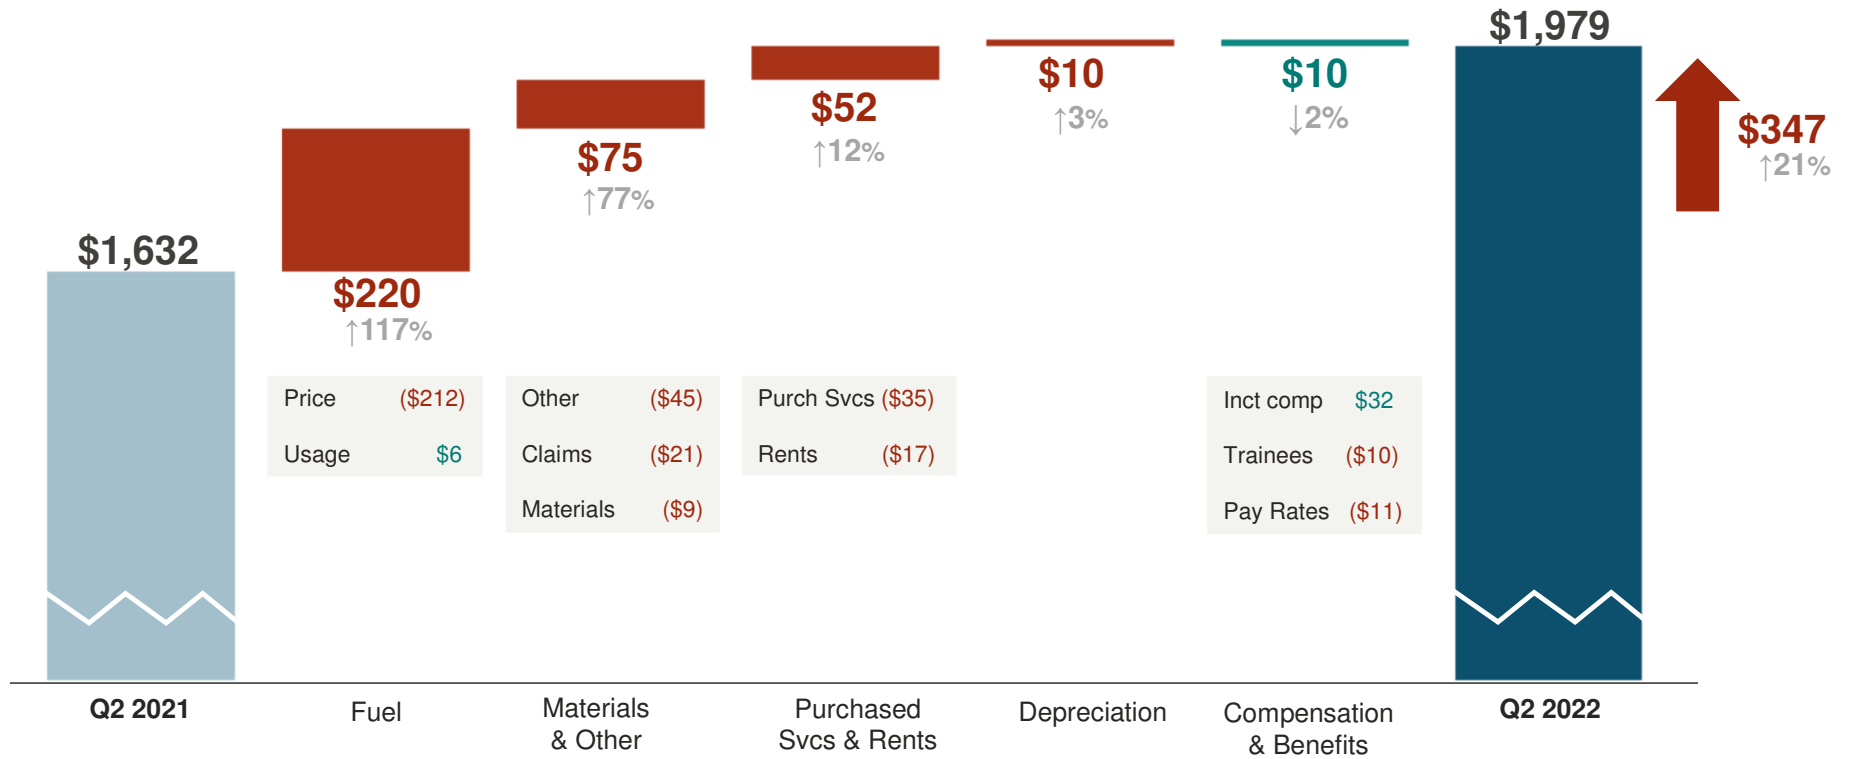 $1,632
$220
↑117%
$75
↑77%
$52
↑12%
$10
↑3%
$10
↓2%
$1,979
$347
↑21%
Price ($212)
Usage $6
Other ($45)
Claims ($21)
Materials ($9)
Purch Svcs ($35)
Rents ($17)
Inct comp $32
Trainees ($10)
Pay Rates ($11)
Q2 2021
Fuel
Materials
& Other
Purchased
Svcs & Rents
Depreciation
Compensation
& Benefits
Q2 2022